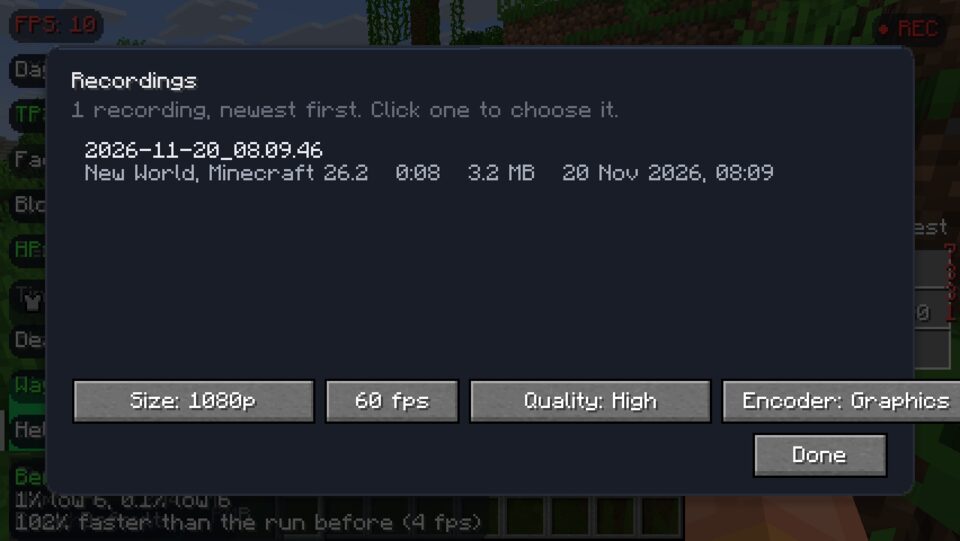 FPS: 10
REC
Recordings
1 recording, newest first. Click one to choose it.
2026-11-20_08.09.46
New World, Minecraft 26.2 0:08 3.2 MB 20 Nov 2026, 08:09
Size: 1080p
60 fps
Quality: High
Encoder: Graphics
Done
1% low 6, 0.1% low 6
102% faster than the run before (4 fps)